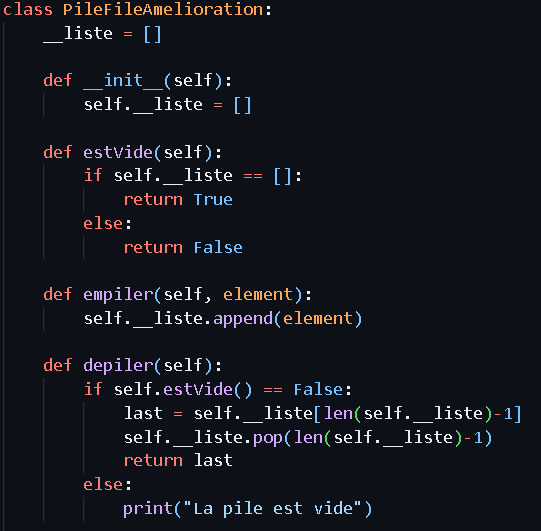 class PileFileAmelioration:
    __liste = []
    def __init__(self):
        self.__liste = []
    def estVide(self):
        if self.__liste == []:
            return True
        else:
            return False
    def empiler(self, element):
        self.__liste.append(element)
    def depiler(self):
        if self.estVide() == False:
            last = self.__liste[len(self.__liste)-1]
            self.__liste.pop(len(self.__liste)-1)
            return last
        else:
            print("La pile est vide")